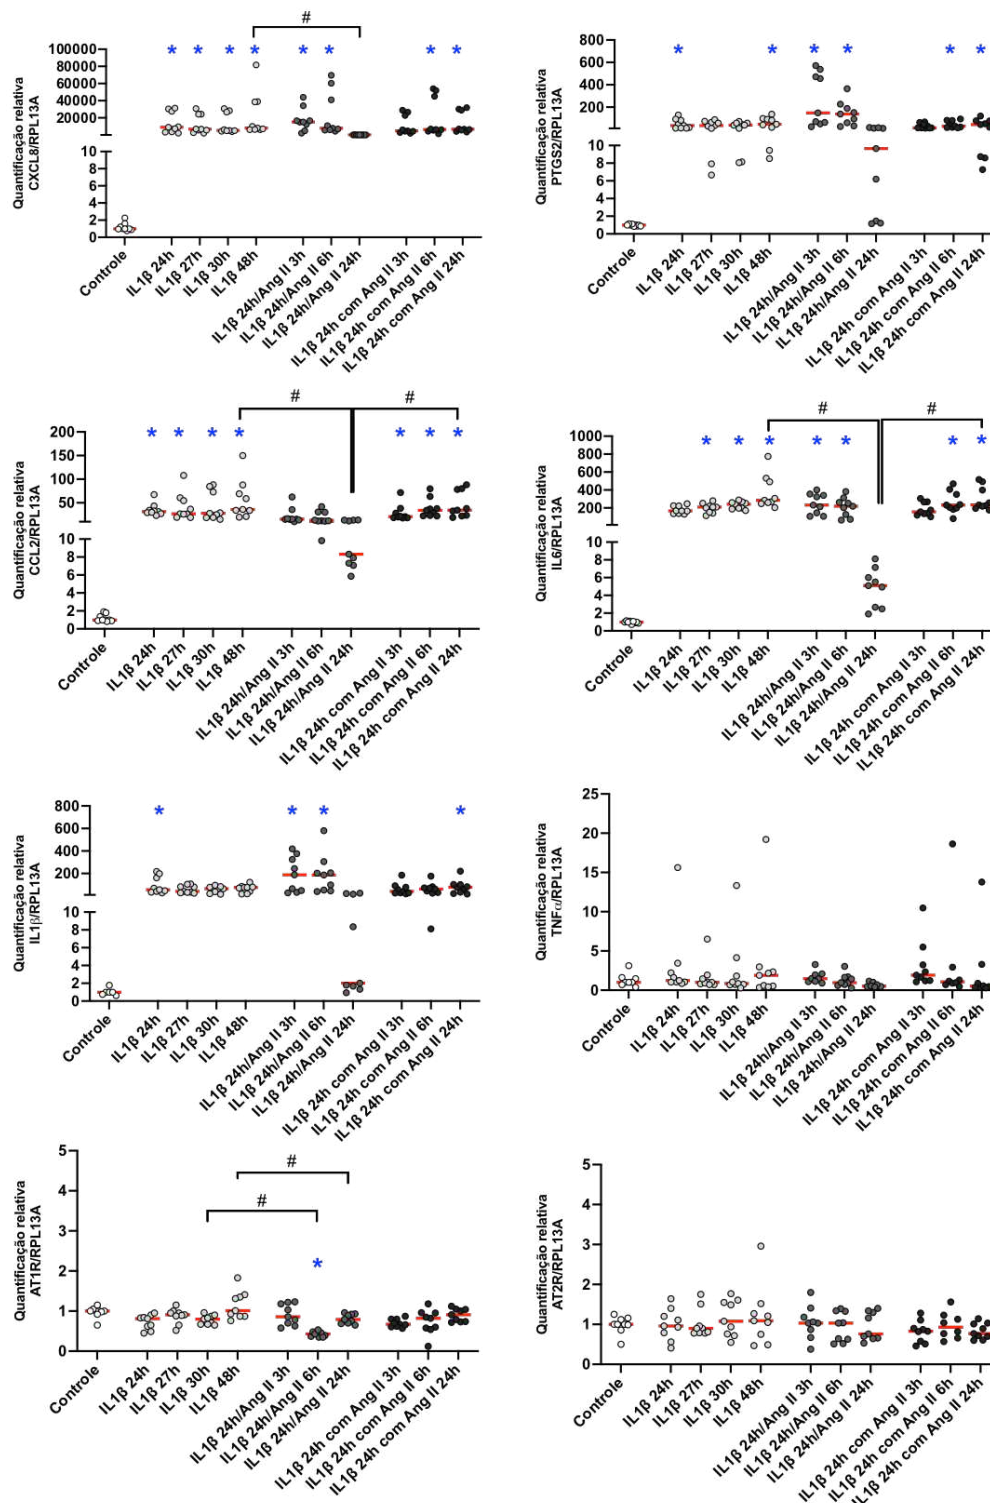 #
100000
80000
60000
40000
20000
10
8
6
4
2
0
Quantificação relativa
CXCL8/RPL13A
* * * * * * * *
Controle
IL1β 24h
IL1β 27h
IL1β 30h
IL1β 48h
IL1β 24h/Ang II 3h
IL1β 24h/Ang II 6h
IL1β 24h/Ang II 24h
IL1β 24h com Ang II 3h
IL1β 24h com Ang II 6h
IL1β 24h com Ang II 24h
800
600
400
200
10
8
6
4
2
0
Quantificação relativa
PTGS2/RPL13A
* * * * * *
Controle
IL1β 24h
IL1β 27h
IL1β 30h
IL1β 48h
IL1β 24h/Ang II 3h
IL1β 24h/Ang II 6h
IL1β 24h/Ang II 24h
IL1β 24h com Ang II 3h
IL1β 24h com Ang II 6h
IL1β 24h com Ang II 24h
# #
200
150
100
50
10
8
6
4
2
0
Quantificação relativa
CCL2/RPL13A
* * * * * * *
Controle
IL1β 24h
IL1β 27h
IL1β 30h
IL1β 48h
IL1β 24h/Ang II 3h
IL1β 24h/Ang II 6h
IL1β 24h/Ang II 24h
IL1β 24h com Ang II 3h
IL1β 24h com Ang II 6h
IL1β 24h com Ang II 24h
# #
1000
800
600
400
200
10
8
6
4
2
0
Quantificação relativa
IL6/RPL13A
* * * * * * *
Controle
IL1β 24h
IL1β 27h
IL1β 30h
IL1β 48h
IL1β 24h/Ang II 3h
IL1β 24h/Ang II 6h
IL1β 24h/Ang II 24h
IL1β 24h com Ang II 3h
IL1β 24h com Ang II 6h
IL1β 24h com Ang II 24h
800
600
400
200
10
8
6
4
2
0
Quantificação relativa
IL1β/RPL13A
* * * *
Controle
IL1β 24h
IL1β 27h
IL1β 30h
IL1β 48h
IL1β 24h/Ang II 3h
IL1β 24h/Ang II 6h
IL1β 24h/Ang II 24h
IL1β 24h com Ang II 3h
IL1β 24h com Ang II 6h
IL1β 24h com Ang II 24h
25
20
15
10
5
0
Quantificação relativa
TNFα/RPL13A
Controle
IL1β 24h
IL1β 27h
IL1β 30h
IL1β 48h
IL1β 24h/Ang II 3h
IL1β 24h/Ang II 6h
IL1β 24h/Ang II 24h
IL1β 24h com Ang II 3h
IL1β 24h com Ang II 6h
IL1β 24h com Ang II 24h
5
4
3
2
1
0
Quantificação relativa
AT1R/RPL13A
#
#
*
Controle
IL1β 24h
IL1β 27h
IL1β 30h
IL1β 48h
IL1β 24h/Ang II 3h
IL1β 24h/Ang II 6h
IL1β 24h/Ang II 24h
IL1β 24h com Ang II 3h
IL1β 24h com Ang II 6h
IL1β 24h com Ang II 24h
5
4
3
2
1
0
Quantificação relativa
AT2R/RPL13A
Controle
IL1β 24h
IL1β 27h
IL1β 30h
IL1β 48h
IL1β 24h/Ang II 3h
IL1β 24h/Ang II 6h
IL1β 24h/Ang II 24h
IL1β 24h com Ang II 3h
IL1β 24h com Ang II 6h
IL1β 24h com Ang II 24h